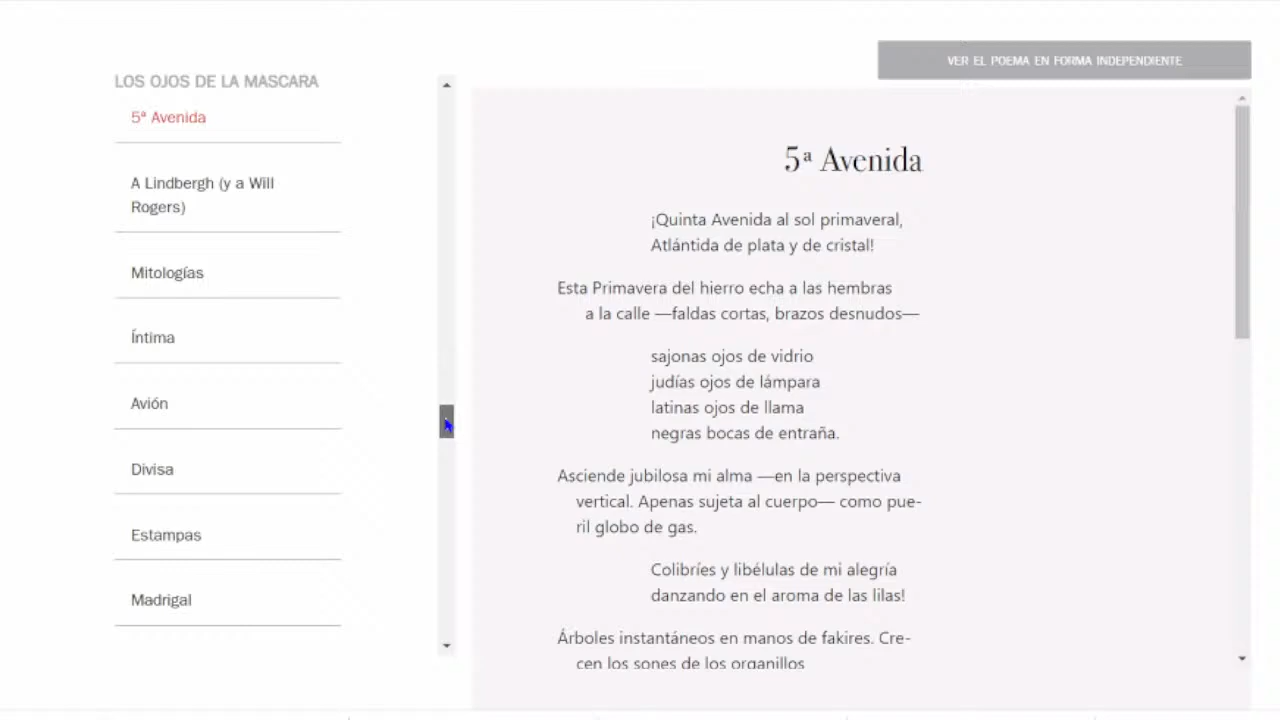 VER EL POEMA EN FORMA INDEPENDIENTE
LOS OJOS DE LA MASCARA
5ª Avenida
A Lindbergh (y a Will
Rogers)
Mitologías
Íntima
Avión
Divisa
Estampas
Madrigal
5ª Avenida
¡Quinta Avenida al sol primaveral,
Atlántida de plata y de cristal!
Esta Primavera del hierro echa a las hembras
a la calle —faldas cortas, brazos desnudos—
sajonas ojos de vidrio
judías ojos de lámpara
latinas ojos de llama
negras bocas de entraña.
Asciende jubilosa mi alma —en la perspectiva
vertical. Apenas sujeta al cuerpo— como pue-
ril globo de gas.
Colibríes y libélulas de mi alegría
danzando en el aroma de las lilas!
Árboles instantáneos en manos de fakires. Cre-
cen los sones de los organillos